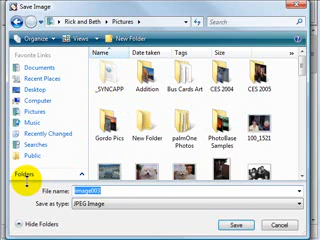 Save Image
Rick and Beth ▸ Pictures ▸
Search
Organize
Views
New Folder
Favorite Links
Name
Date taken
Tags
Size
Rating
Documents
Recent Places
Desktop
Computer
Pictures
Music
Recently Changed
Searches
Public
_SYNCAPP
Addition
Bus Cards Art
CES 2004
CES 2005
Gordo Pics
New Folder
palmOne Photos
PhotoBase Samples
100_1521
Folders
File name: image003
Save as type: JPEG Image
Hide Folders
Save
Cancel